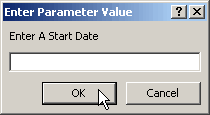 Enter Parameter Value
Enter A Start Date
OK
Cancel